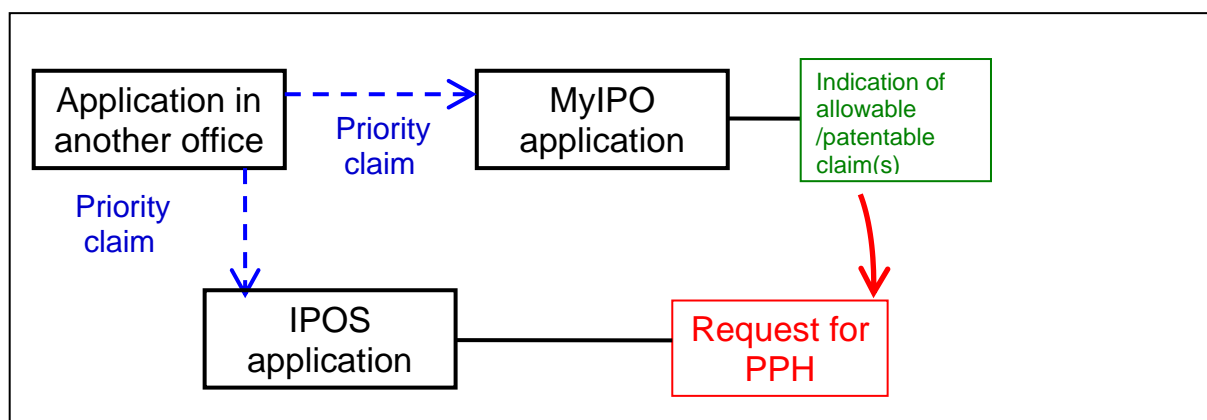 Application in
another office
Priority
claim
MyIPO
application
Indication of
allowable
/patentable
claim(s)
Priority
claim
IPOS
application
Request for
PPH